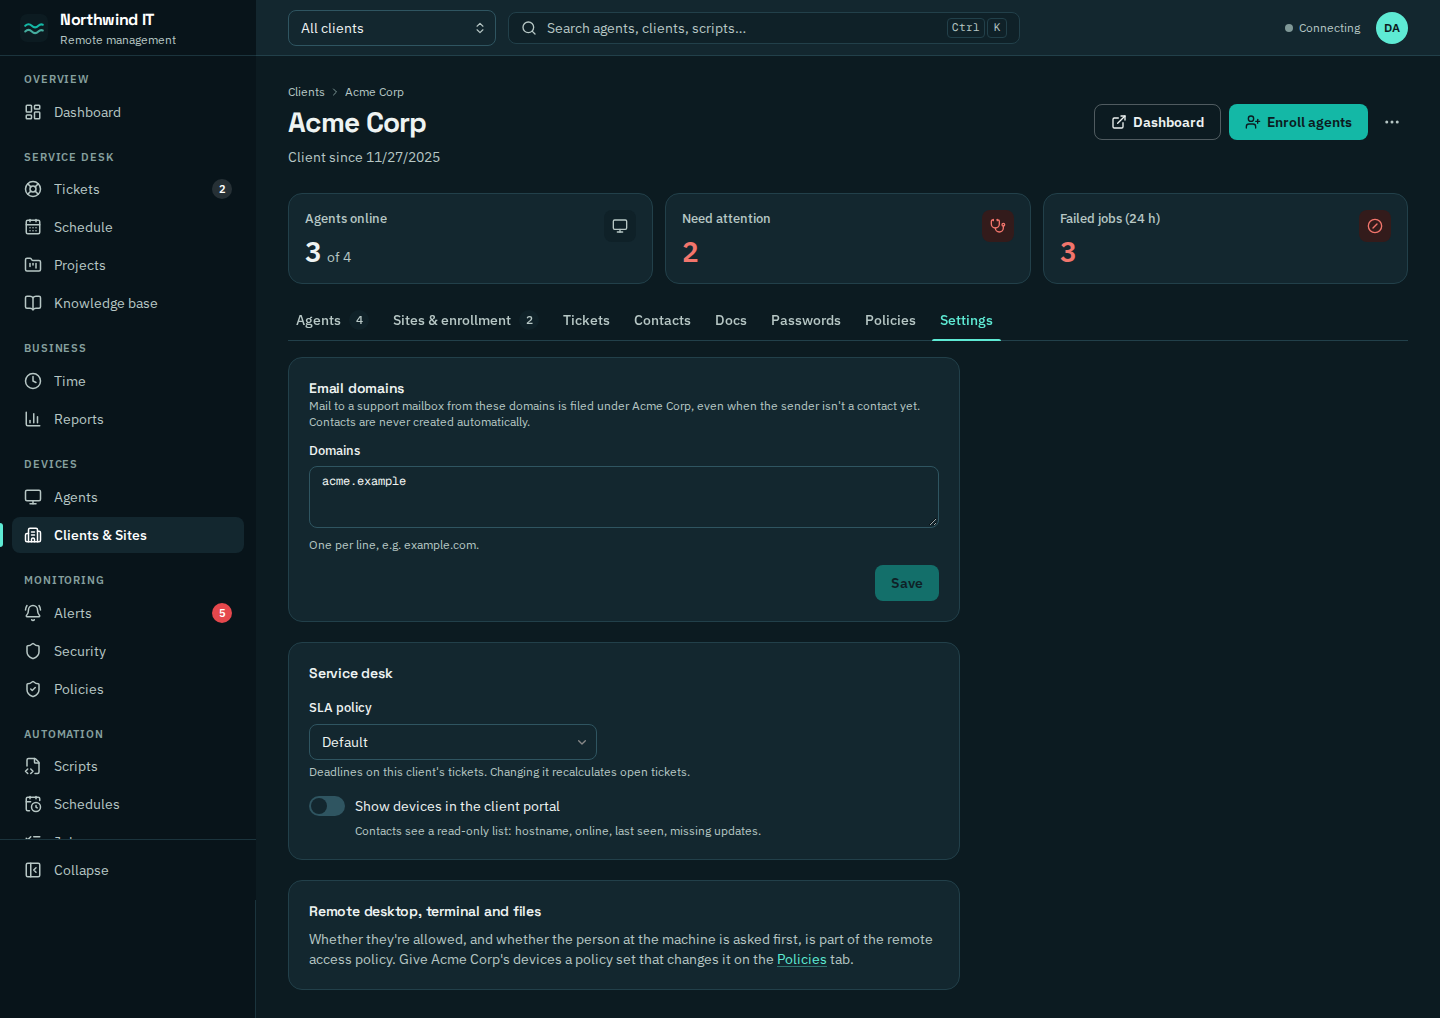 Northwind IT
Remote management
All clients
Search agents, clients, scripts...
Ctrl K
Connecting
DA
OVERVIEW
Dashboard
SERVICE DESK
Tickets 2
Schedule
Projects
Knowledge base
BUSINESS
Time
Reports
DEVICES
Agents
Clients & Sites
MONITORING
Alerts 5
Security
Policies
AUTOMATION
Scripts
Schedules
Collapse
Clients > Acme Corp
Acme Corp
Client since 11/27/2025
Dashboard
Enroll agents
Agents online
3 of 4
Need attention
2
Failed jobs (24 h)
3
Agents 4 Sites & enrollment 2 Tickets Contacts Docs Passwords Policies Settings
Email domains
Mail to a support mailbox from these domains is filed under Acme Corp, even when the sender isn't a contact yet.
Contacts are never created automatically.
Domains
acme.example
One per line, e.g. example.com.
Save
Service desk
SLA policy
Default
Deadlines on this client's tickets. Changing it recalculates open tickets.
Show devices in the client portal
Contacts see a read-only list: hostname, online, last seen, missing updates.
Remote desktop, terminal and files
Whether they're allowed, and whether the person at the machine is asked first, is part of the remote
access policy. Give Acme Corp's devices a policy set that changes it on the Policies tab.